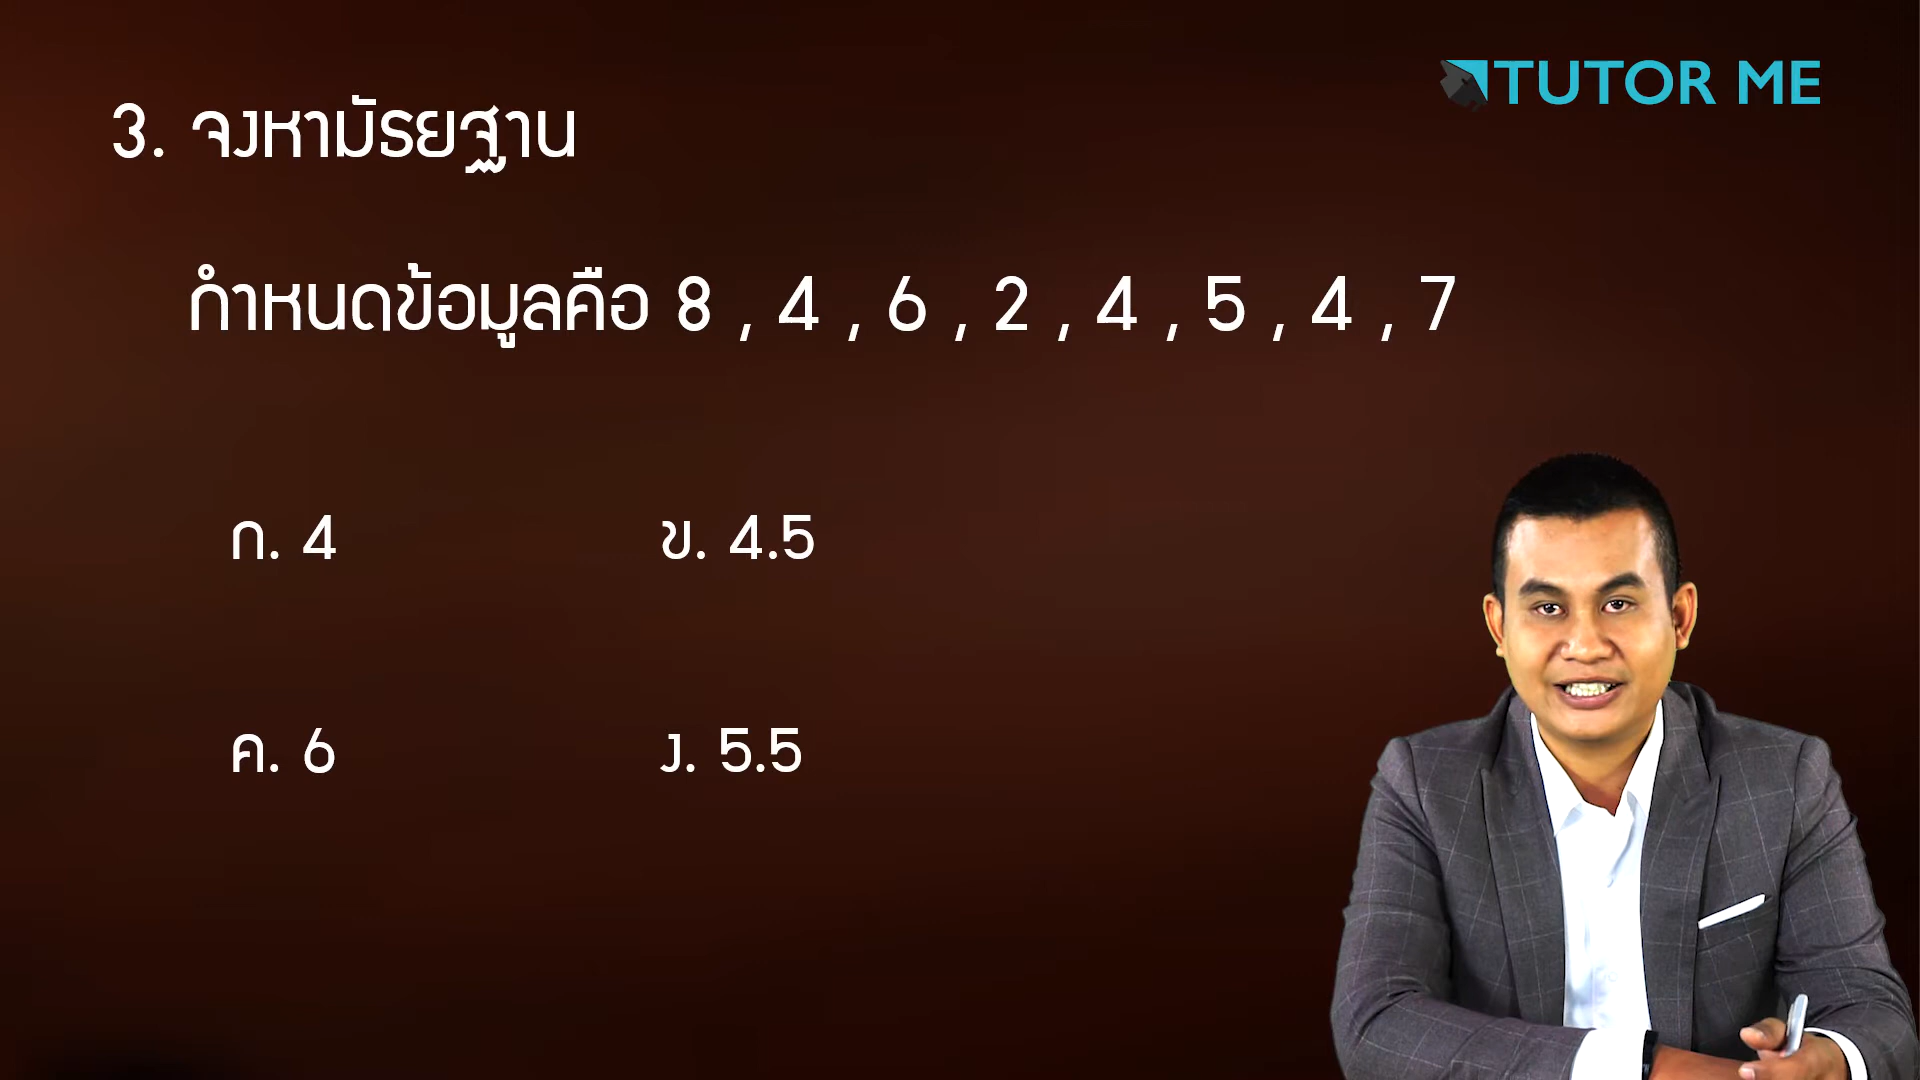 TUTOR ME
3. จงหามัธยฐาน
กำหนดข้อมูลคือ 8 , 4 , 6 , 2 , 4 , 5 , 4 , 7
ก. 4 ข. 4.5
ค. 6 ง. 5.5